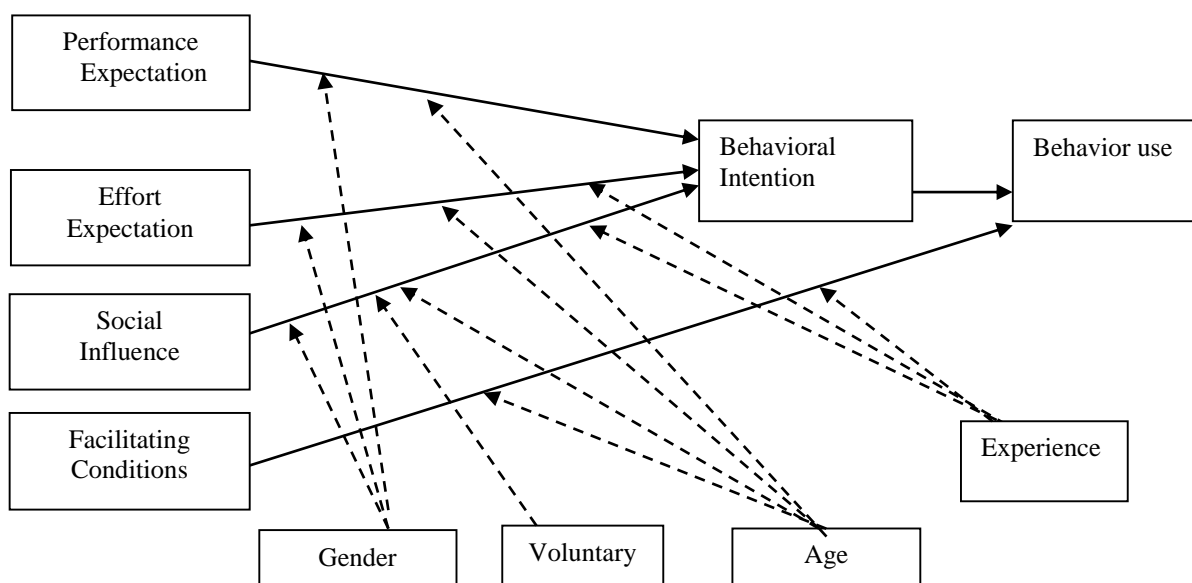 Performance
Expectation
Behavioral
Intention
Behavior use
Effort
Expectation
Social
Influence
Facilitating
Conditions
Experience
Gender
Voluntary
Age